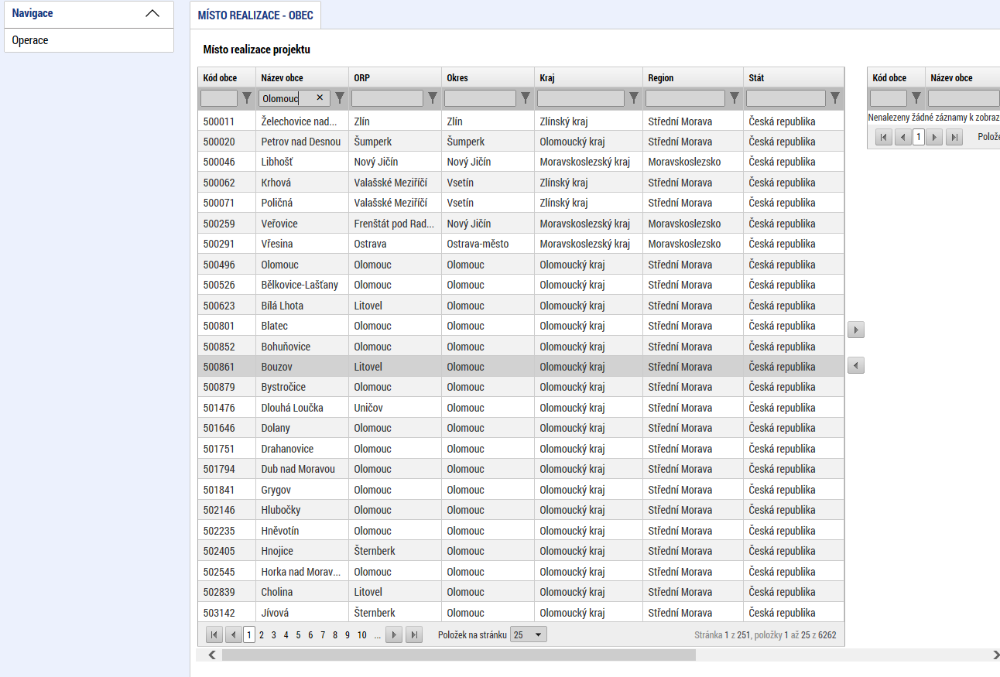 Navigace
Operace
MÍSTO REALIZACE - OBEC
Místo realizace projektu
Kód obce Název obce ORP Okres Kraj Region Stát
Olomouc ✕
500011 Želechovice nad... Zlín Zlín Zlínský kraj Střední Morava Česká republika
500020 Petrov nad Desnou Šumperk Šumperk Olomoucký kraj Střední Morava Česká republika
500046 Libhošť Nový Jičín Nový Jičín Moravskoslezský kraj Moravskoslezsko Česká republika
500062 Krhová Valašské Meziříčí Vsetín Zlínský kraj Střední Morava Česká republika
500071 Poličná Valašské Meziříčí Vsetín Zlínský kraj Střední Morava Česká republika
500259 Veřovice Frenštát pod Rad... Nový Jičín Moravskoslezský kraj Moravskoslezsko Česká republika
500291 Vřesina Ostrava Ostrava-město Moravskoslezský kraj Moravskoslezsko Česká republika
500496 Olomouc Olomouc Olomouc Olomoucký kraj Střední Morava Česká republika
500526 Bělkovice-Lašťany Olomouc Olomouc Olomoucký kraj Střední Morava Česká republika
500623 Bílá Lhota Litovel Olomouc Olomoucký kraj Střední Morava Česká republika
500801 Blatec Olomouc Olomouc Olomoucký kraj Střední Morava Česká republika
500852 Bohuňovice Olomouc Olomouc Olomoucký kraj Střední Morava Česká republika
500861 Bouzov Litovel Olomouc Olomoucký kraj Střední Morava Česká republika
500879 Bystročice Olomouc Olomouc Olomoucký kraj Střední Morava Česká republika
501476 Dlouhá Loučka Uničov Olomouc Olomoucký kraj Střední Morava Česká republika
501646 Dolany Olomouc Olomouc Olomoucký kraj Střední Morava Česká republika
501751 Drahanovice Olomouc Olomouc Olomoucký kraj Střední Morava Česká republika
501794 Dub nad Moravou Olomouc Olomouc Olomoucký kraj Střední Morava Česká republika
501841 Grygov Olomouc Olomouc Olomoucký kraj Střední Morava Česká republika
502146 Hlubočky Olomouc Olomouc Olomoucký kraj Střední Morava Česká republika
502235 Hněvotín Olomouc Olomouc Olomoucký kraj Střední Morava Česká republika
502405 Hnojice Šternberk Olomouc Olomoucký kraj Střední Morava Česká republika
502545 Horka nad Morav... Olomouc Olomouc Olomoucký kraj Střední Morava Česká republika
502839 Cholina Litovel Olomouc Olomoucký kraj Střední Morava Česká republika
503142 Jívová Šternberk Olomouc Olomoucký kraj Střední Morava Česká republika
1 2 3 4 5 6 7 8 9 10 ... Položek na stránku 25 Stránka 1 z 251, položky 1 až 25 z 6262
Kód obce Název obce
Nenalezeny žádné záznamy k zobraz
1 Polože